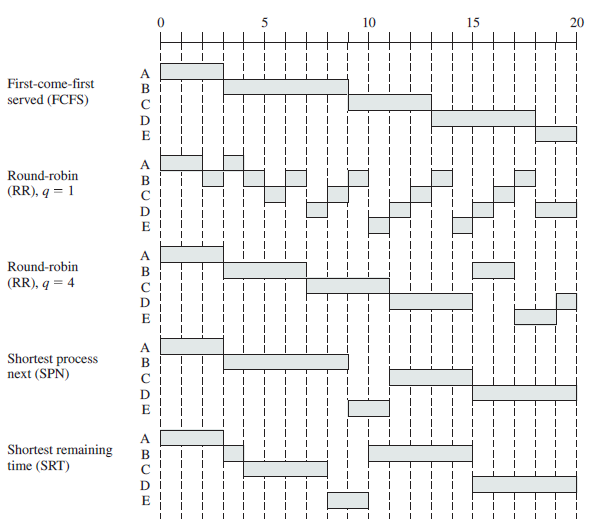 0 5 10 15 20
First-come-first
served (FCFS)
A
B
C
D
E
Round-robin
(RR), q = 1
A
B
C
D
E
Round-robin
(RR), q = 4
A
B
C
D
E
Shortest process
next (SPN)
A
B
C
D
E
Shortest remaining
time (SRT)
A
B
C
D
E